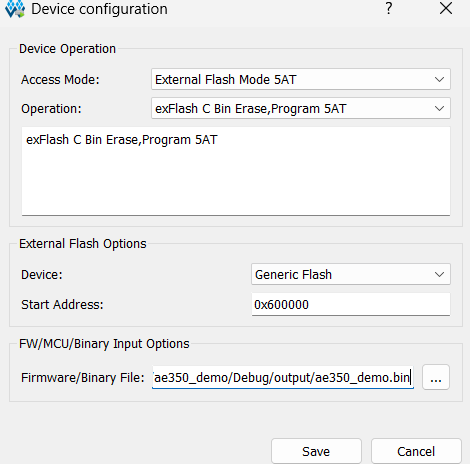 Device configuration
?
Device Operation
Access Mode: External Flash Mode 5AT
Operation: exFlash C Bin Erase,Program 5AT
exFlash C Bin Erase,Program 5AT
External Flash Options
Device: Generic Flash
Start Address: 0x600000
FW/MCU/Binary Input Options
Firmware/Binary File: ae350_demo/Debug/output/ae350_demo.bin ...
Save Cancel